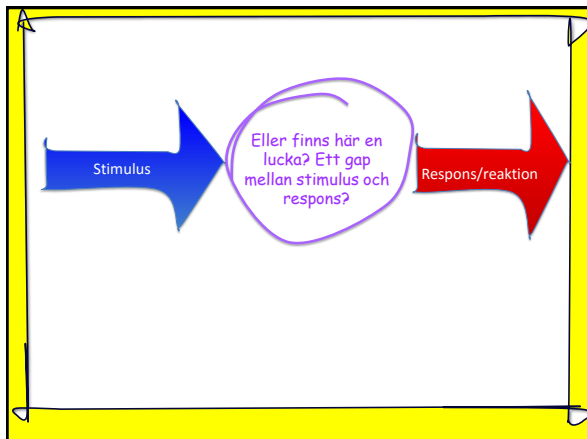 Stimulus
Eller finns här en
lucka? Ett gap
mellan stimulus och
respons?
Respons/reaktion